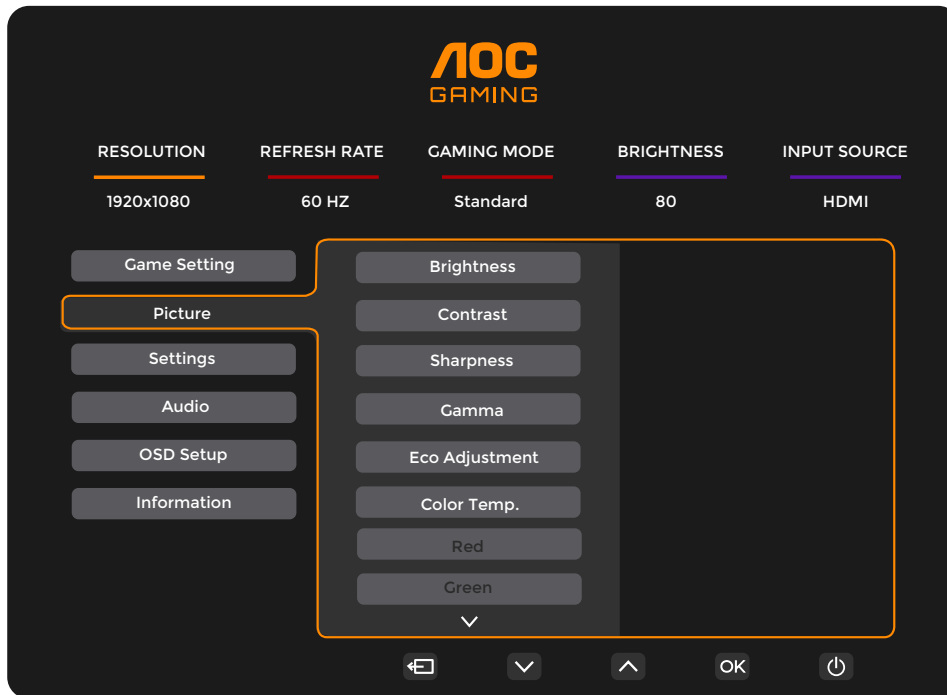 AOC
GAMING
RESOLUTION REFRESH RATE GAMING MODE BRIGHTNESS INPUT SOURCE
1920x1080 60 HZ Standard 80 HDMI
Game Setting
Picture
Settings
Audio
OSD Setup
Information
Brightness
Contrast
Sharpness
Gamma
Eco Adjustment
Color Temp.
Red
Green
OK